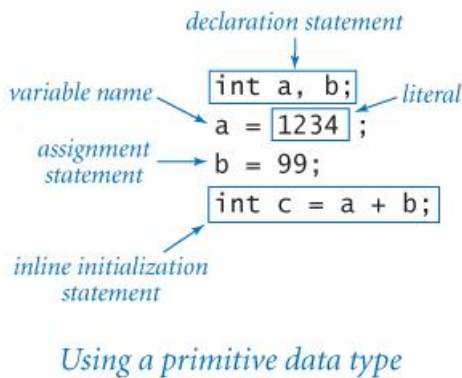 declaration statement
int a, b;
variable name
literal
a = 1234 ;
assignment
statement
b = 99;
int c = a + b;
inline initialization
statement
Using a primitive data type